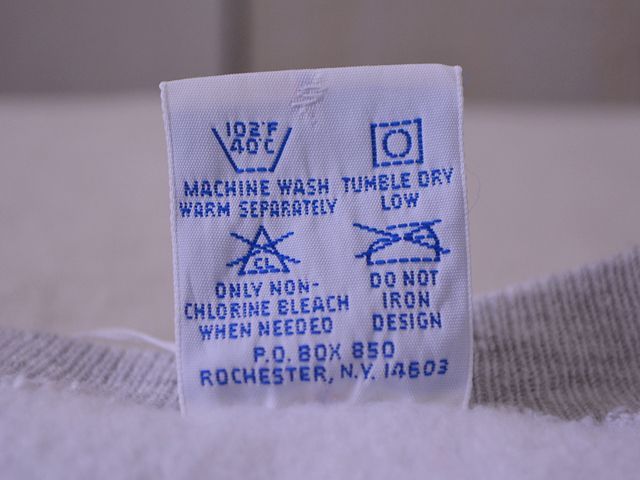 102°F
40°C
MACHINE WASH
WARM SEPARATELY
TUMBLE DRY
LOW
CL
ONLY NON-
CHLORINE BLEACH
WHEN NEEDED
DO NOT
IRON
DESIGN
P.O. BOX 850
ROCHESTER, N.Y. 14603